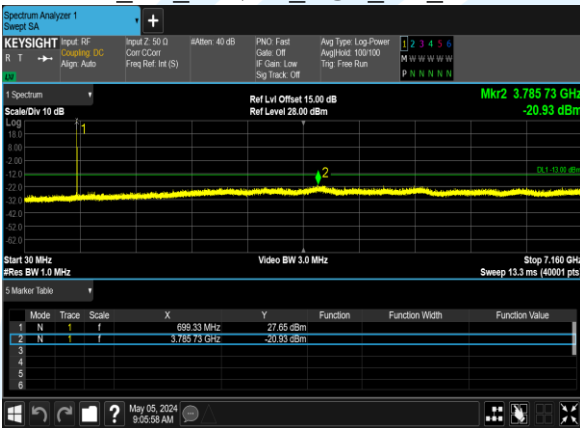 Spectrum Analyzer 1
Swept SA
KEYSIGHT
R T
LV
Input: RF
Coupling: DC
Align: Auto
Input Z: 50 Ω
Corr CCorr
Freq Ref: Int (S)
#Atten: 40 dB
PNO: Fast
Gate: Off
IF Gain: Low
Sig Track: Off
Avg Type: Log-Power
Avg|Hold: 100/100
Trig: Free Run
1 2 3 4 5 6
M W W W W W
P N N N N N
1 Spectrum
Scale/Div 10 dB
Ref Lvl Offset 15.00 dB
Ref Level 28.00 dBm
Mkr2 3.785 73 GHz
-20.93 dBm
Log
18.0
8.00
-2.00
-12.0
-22.0
-32.0
-42.0
-52.0
-62.0
1
2
DL1 -13.00 dBm
Start 30 MHz
#Res BW 1.0 MHz
Video BW 3.0 MHz
Stop 7.160 GHz
Sweep 13.3 ms (40001 pts
5 Marker Table
Mode Trace Scale X Y Function Function Width Function Value
1 N 1 f 699.33 MHz 27.65 dBm
2 N 1 f 3.785 73 GHz -20.93 dBm
3
4
5
6
?
May 05, 2024
9:05:58 AM